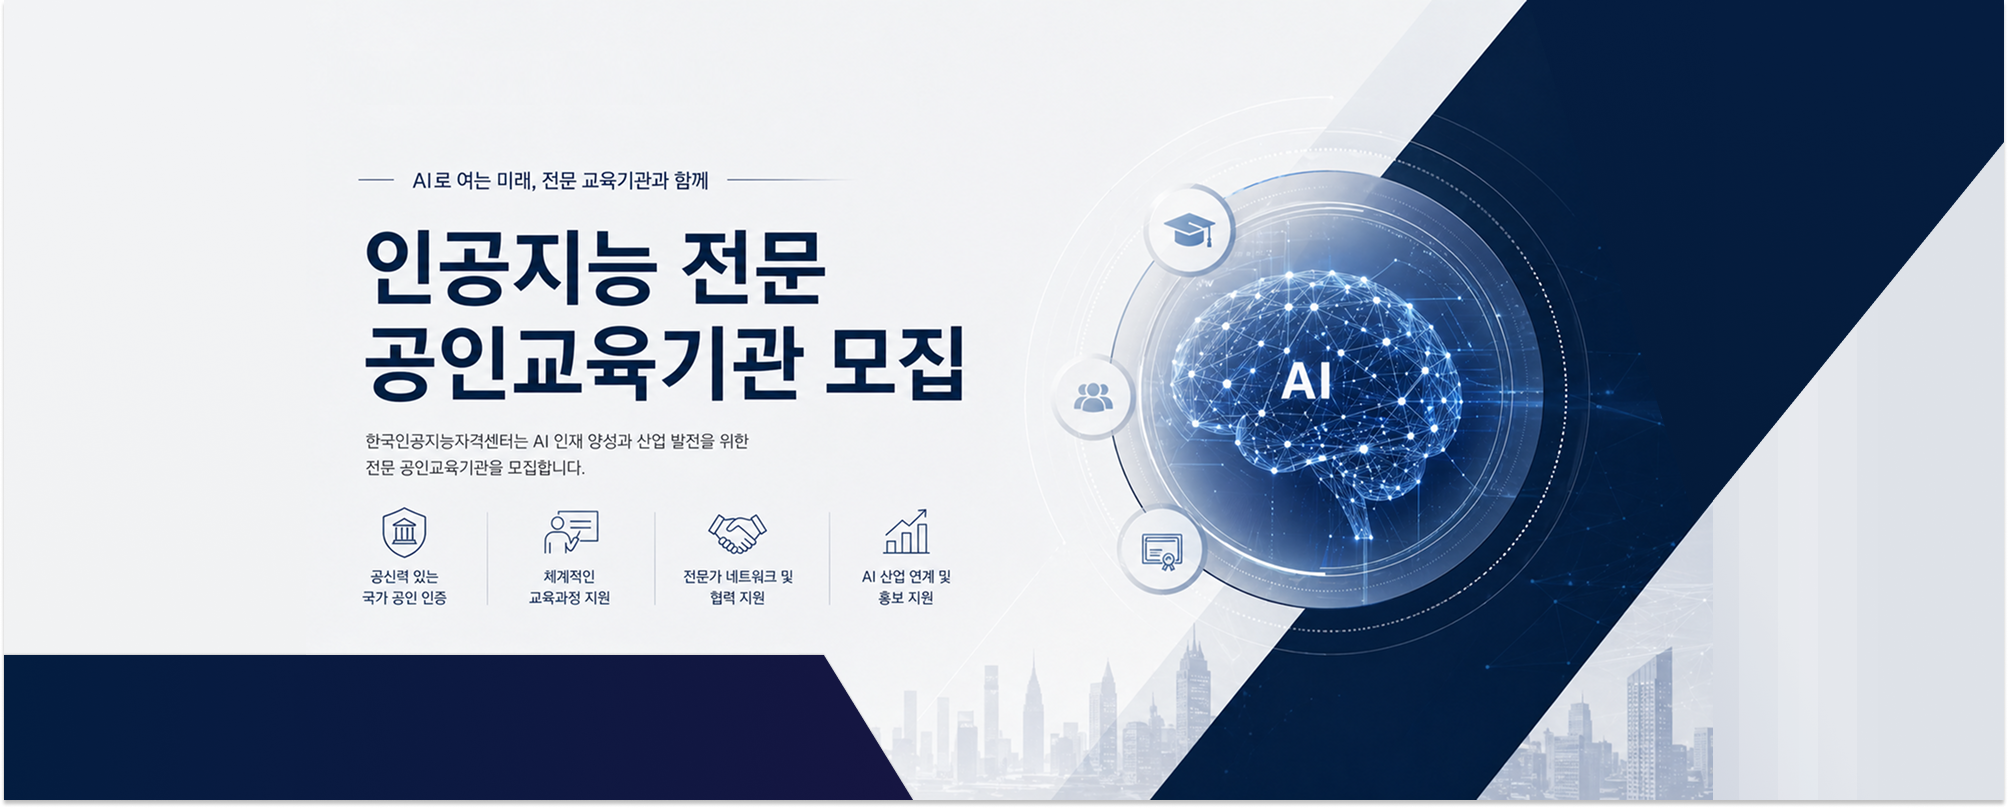 AI로 여는 미래, 전문 교육기관과 함께
인공지능 전문
공인교육기관 모집
한국인공지능자격센터는 AI 인재 양성과 산업 발전을 위한
전문 공인교육기관을 모집합니다.
공신력 있는
국가 공인 인증
체계적인
교육과정 지원
전문가 네트워크 및
협력 지원
AI 산업 연계 및
홍보 지원
AI